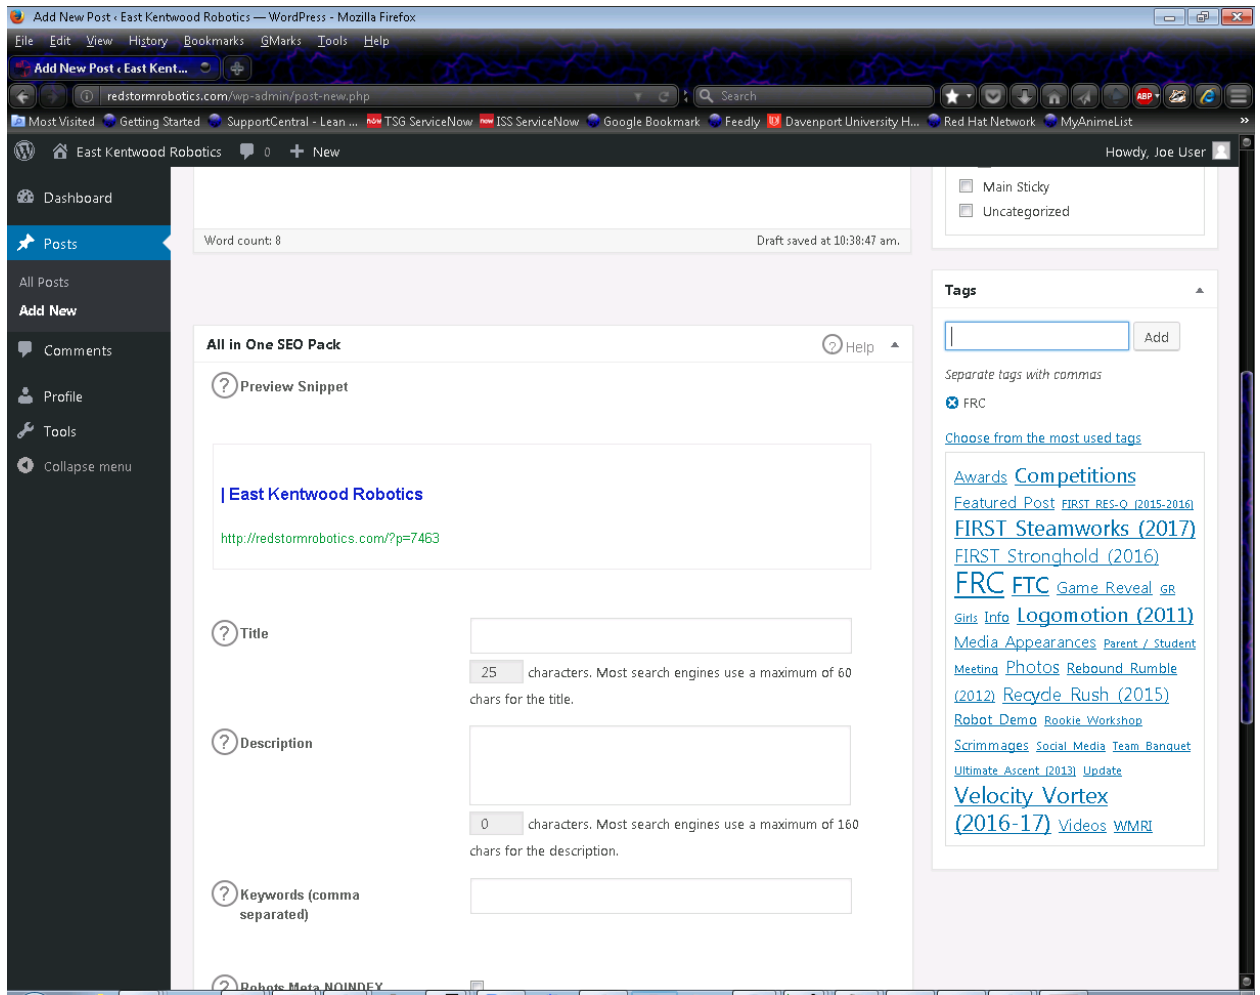 Add New Post ‹ East Kentwood Robotics — WordPress - Mozilla Firefox
File Edit View History Bookmarks GMarks Tools Help
Add New Post ‹ East Kent...
redstormrobotics.com/wp-admin/post-new.php
Search
ABP
Most Visited Getting Started SupportCentral - Lean ... now TSG ServiceNow now ISS ServiceNow Google Bookmark Feedly Davenport University H... Red Hat Network MyAnimeList »
East Kentwood Robotics 0 + New Howdy, Joe User
Dashboard
Posts
All Posts
Add New
Comments
Profile
Tools
Collapse menu
Word count: 8 Draft saved at 10:38:47 am.
All in One SEO Pack ? Help
? Preview Snippet
| East Kentwood Robotics
http://redstormrobotics.com/?p=7463
? Title
25 characters. Most search engines use a maximum of 60
chars for the title.
? Description
0 characters. Most search engines use a maximum of 160
chars for the description.
? Keywords (comma
separated)
? Robots Meta NOINDEX
Main Sticky
Uncategorized
Tags
Add
Separate tags with commas
FRC
Choose from the most used tags
Awards Competitions
Featured Post FIRST RES-Q (2015-2016)
FIRST Steamworks (2017)
FIRST Stronghold (2016)
FRC FTC Game Reveal GR
Girls Info Logomotion (2011)
Media Appearances Parent / Student
Meeting Photos Rebound Rumble
(2012) Recycle Rush (2015)
Robot Demo Rookie Workshop
Scrimmages Social Media Team Banquet
Ultimate Ascent (2013) Update
Velocity Vortex
(2016-17) Videos WMRI